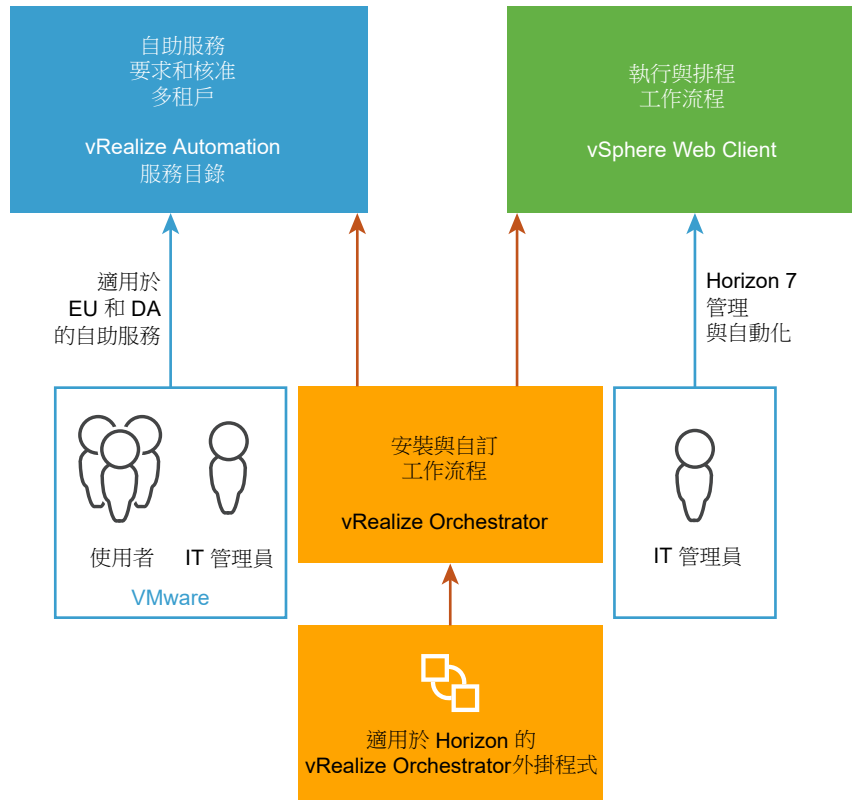 自助服務
要求和核准
多租戶
vRealize Automation
服務目錄
執行與排程
工作流程
vSphere Web Client
適用於
EU 和 DA
的自助服務
Horizon 7
管理
與自動化
使用者
IT 管理員
VMware
安裝與自訂
工作流程
vRealize Orchestrator
IT 管理員
適用於 Horizon 的
vRealize Orchestrator外掛程式